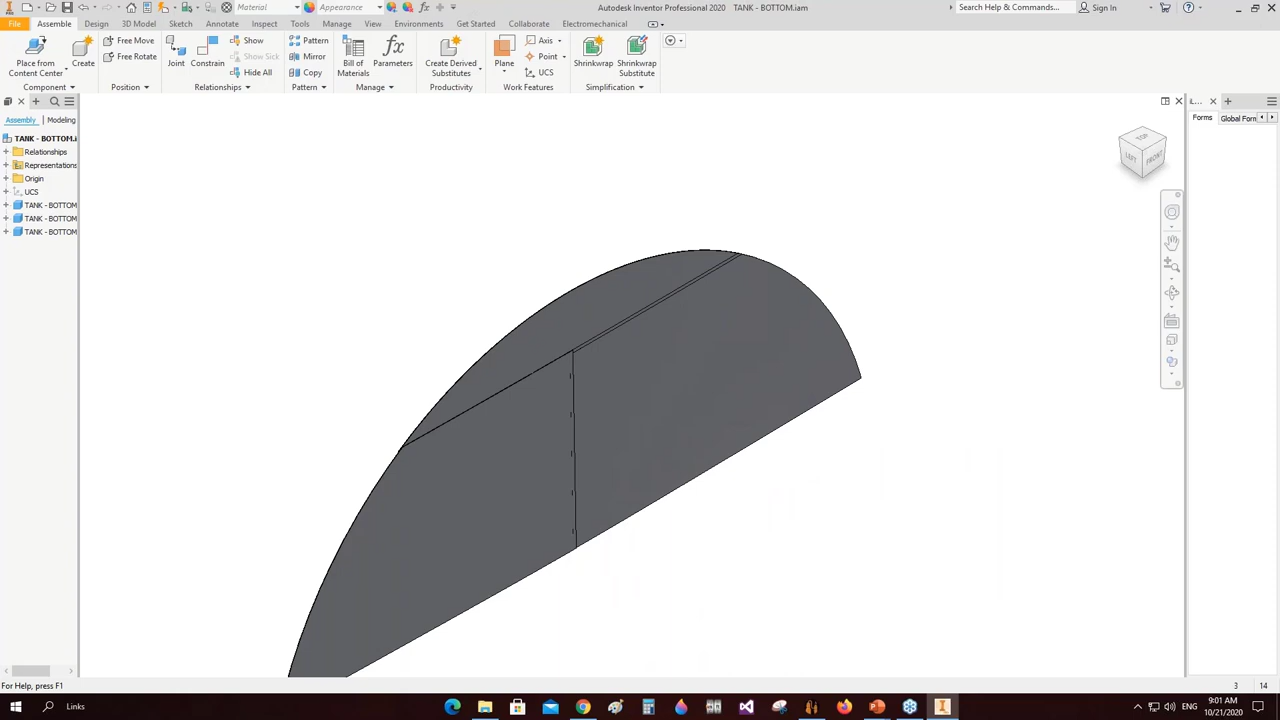 Material
Appearance
Autodesk Inventor Professional 2020 TANK - BOTTOM.iam
Search Help & Commands...
Sign In
File Assemble Design 3D Model Sketch Annotate Inspect Tools Manage View Environments Get Started Collaborate Electromechanical
Place from Content Center
Create
Free Move
Free Rotate
Joint
Constrain
Show
Show Sick
Hide All
Pattern
Mirror
Copy
Bill of Materials
Parameters
Create Derived Substitutes
Plane
Axis
Point
UCS
Shrinkwrap
Shrinkwrap Substitute
Component Position Relationships Pattern Manage Productivity Work Features Simplification
Assembly Modeling
TANK - BOTTOM.i
Relationships
Representations
Origin
UCS
TANK - BOTTOM
TANK - BOTTOM
TANK - BOTTOM
TOP
LEFT
FRONT
i...
Forms Global Forn
For Help, press F1
3 14
Links
ENG
9:01 AM
10/21/2020